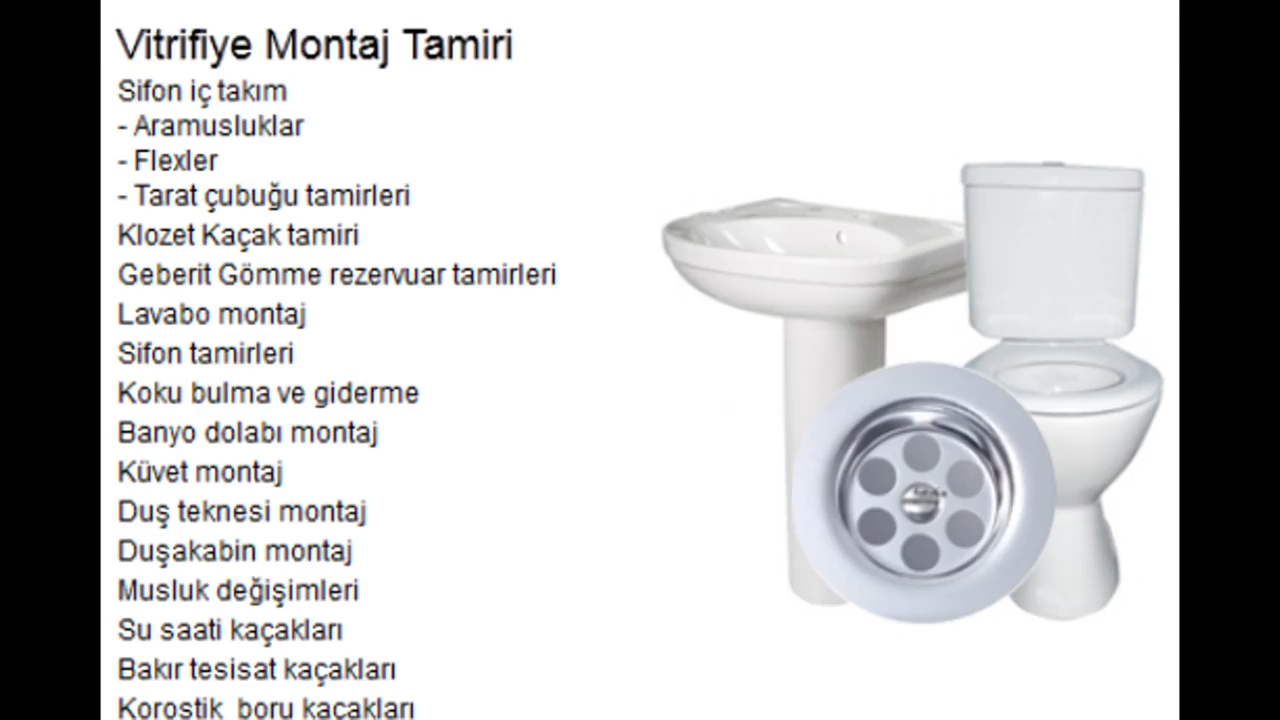 Vitrifiye Montaj Tamiri
Sifon iç takım
- Aramusluklar
- Flexler
- Tarat çubuğu tamirleri
Klozet Kaçak tamiri
Geberit Gömme rezervuar tamirleri
Lavabo montaj
Sifon tamirleri
Koku bulma ve giderme
Banyo dolabı montaj
Küvet montaj
Duş teknesi montaj
Duşakabin montaj
Musluk değişimleri
Su saati kaçakları
Bakır tesisat kaçakları
Korostik boru kaçakları